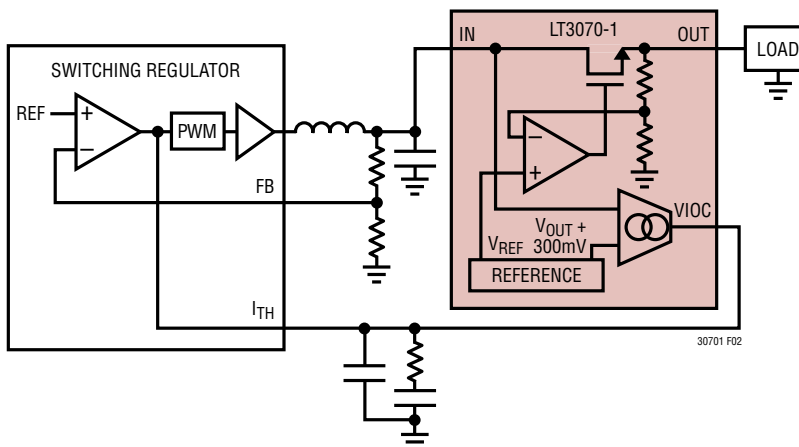 SWITCHING REGULATOR
REF
+
−
PWM
FB
I_TH
IN
LT3070-1
OUT
LOAD
−
+
V_REF
V_OUT +
300mV
VIOC
REFERENCE
30701 F02